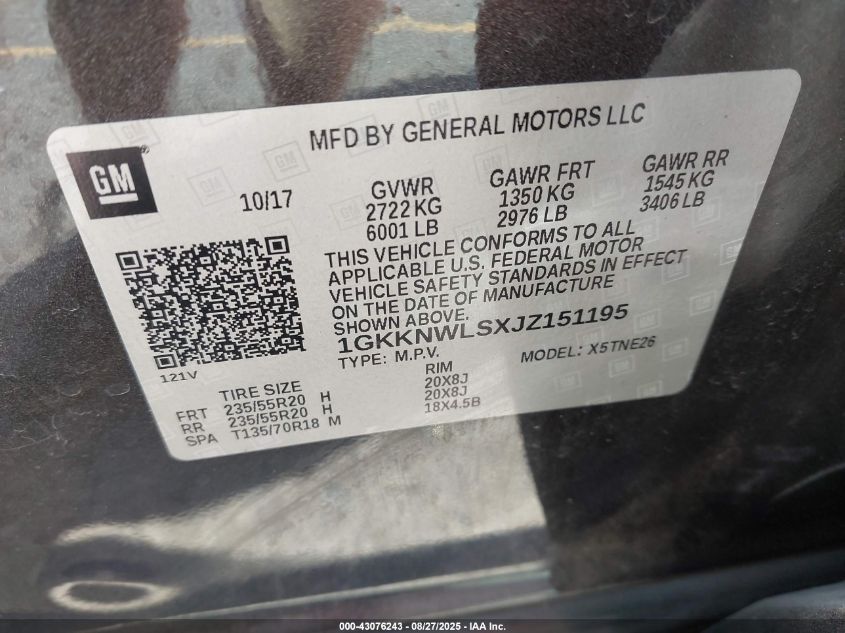 MFD BY GENERAL MOTORS LLC
GM®
10/17
GVWR
2722 KG
6001 LB
GAWR FRT
1350 KG
2976 LB
GAWR RR
1545 KG
3406 LB
THIS VEHICLE CONFORMS TO ALL
APPLICABLE U.S. FEDERAL MOTOR
VEHICLE SAFETY STANDARDS IN EFFECT
ON THE DATE OF MANUFACTURE
SHOWN ABOVE.
1GKKNWLSXJZ151195
TYPE: M.P.V. MODEL: X5TNE26
121V
TIRE SIZE RIM
FRT 235/55R20 H 20X8J
RR 235/55R20 H 20X8J
SPA T135/70R18 M 18X4.5B
000-43076243 - 08/27/2025 - IAA Inc.